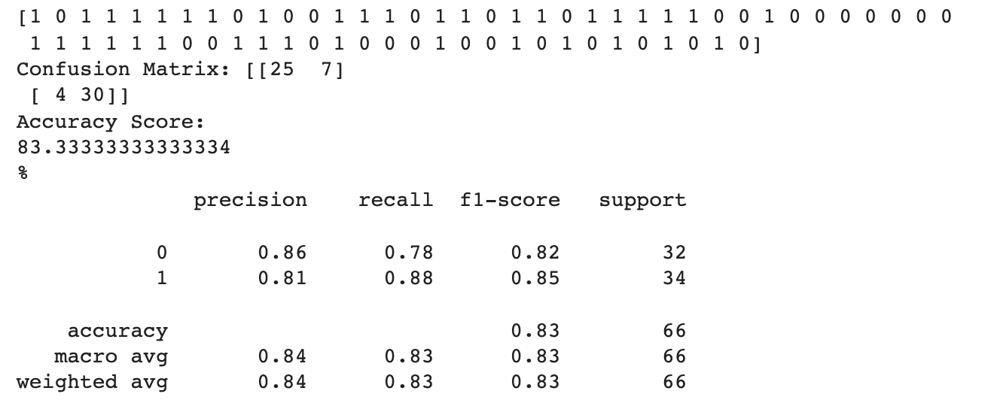 [1 0 1 1 1 1 1 1 0 1 0 0 1 1 1 0 1 1 0 1 1 0 1 1 1 1 1 0 0 1 0 0 0 0 0 0 0
1 1 1 1 1 1 0 0 1 1 1 0 1 0 0 0 1 0 0 1 0 1 0 1 0 1 0 1 0]
Confusion Matrix: [[25 7]
[ 4 30]]
Accuracy Score:
83.33333333333334
%
precision recall f1-score support
0 0.86 0.78 0.82 32
1 0.81 0.88 0.85 34
accuracy 0.83 66
macro avg 0.84 0.83 0.83 66
weighted avg 0.84 0.83 0.83 66